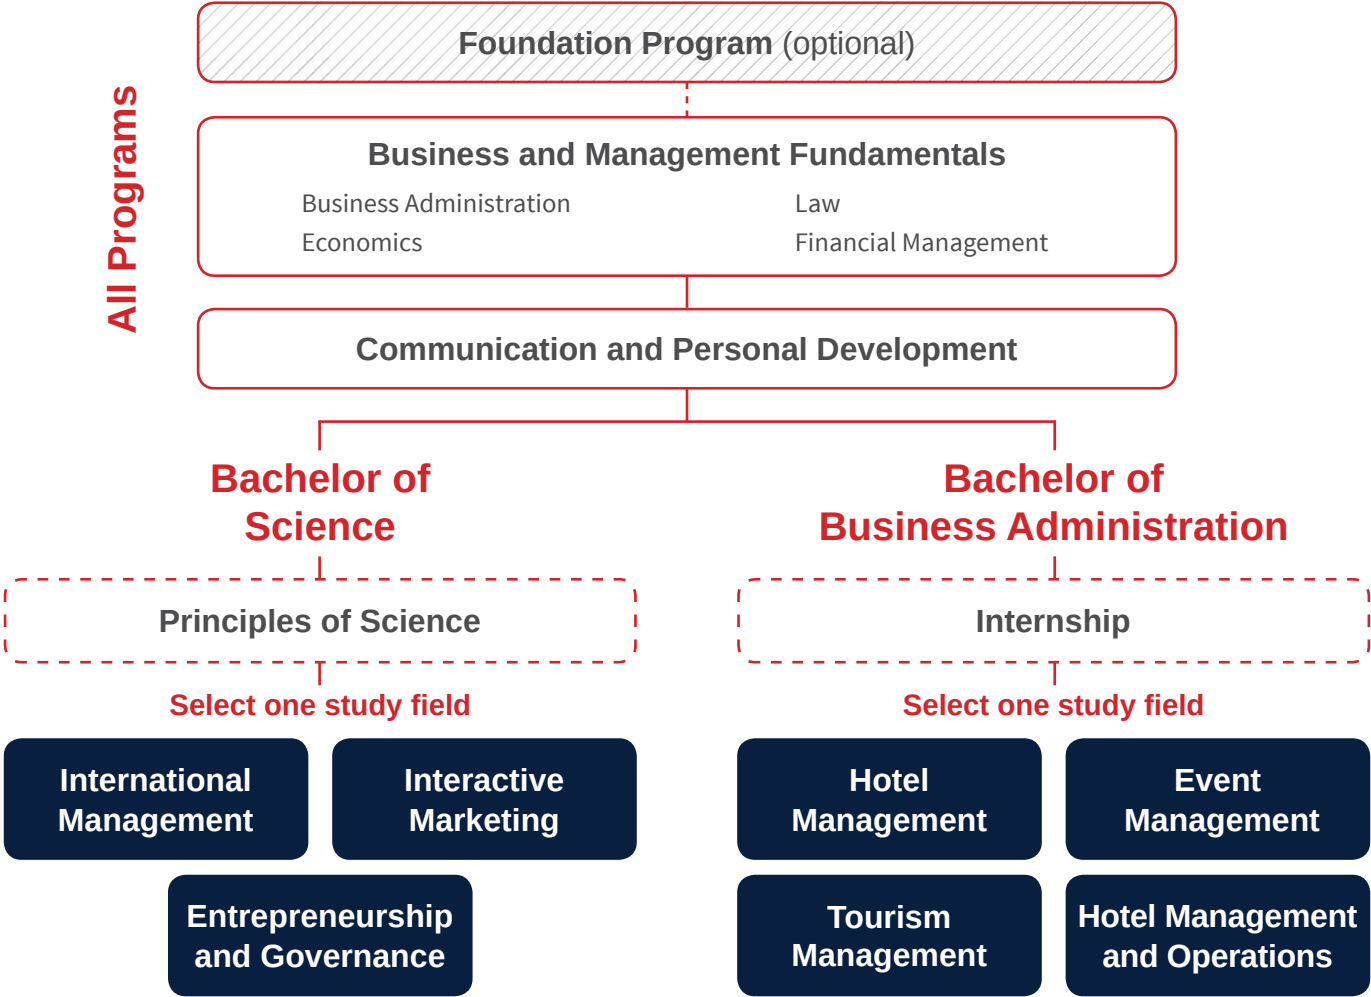 Foundation Program (optional)
All Programs
Business and Management Fundamentals
Business Administration
Law
Economics
Financial Management
Communication and Personal Development
Bachelor of
Science
Bachelor of
Business Administration
Principles of Science
Internship
Select one study field
Select one study field
International
Management
Interactive
Marketing
Hotel
Management
Event
Management
Entrepreneurship
and Governance
Tourism
Management
Hotel Management
and Operations